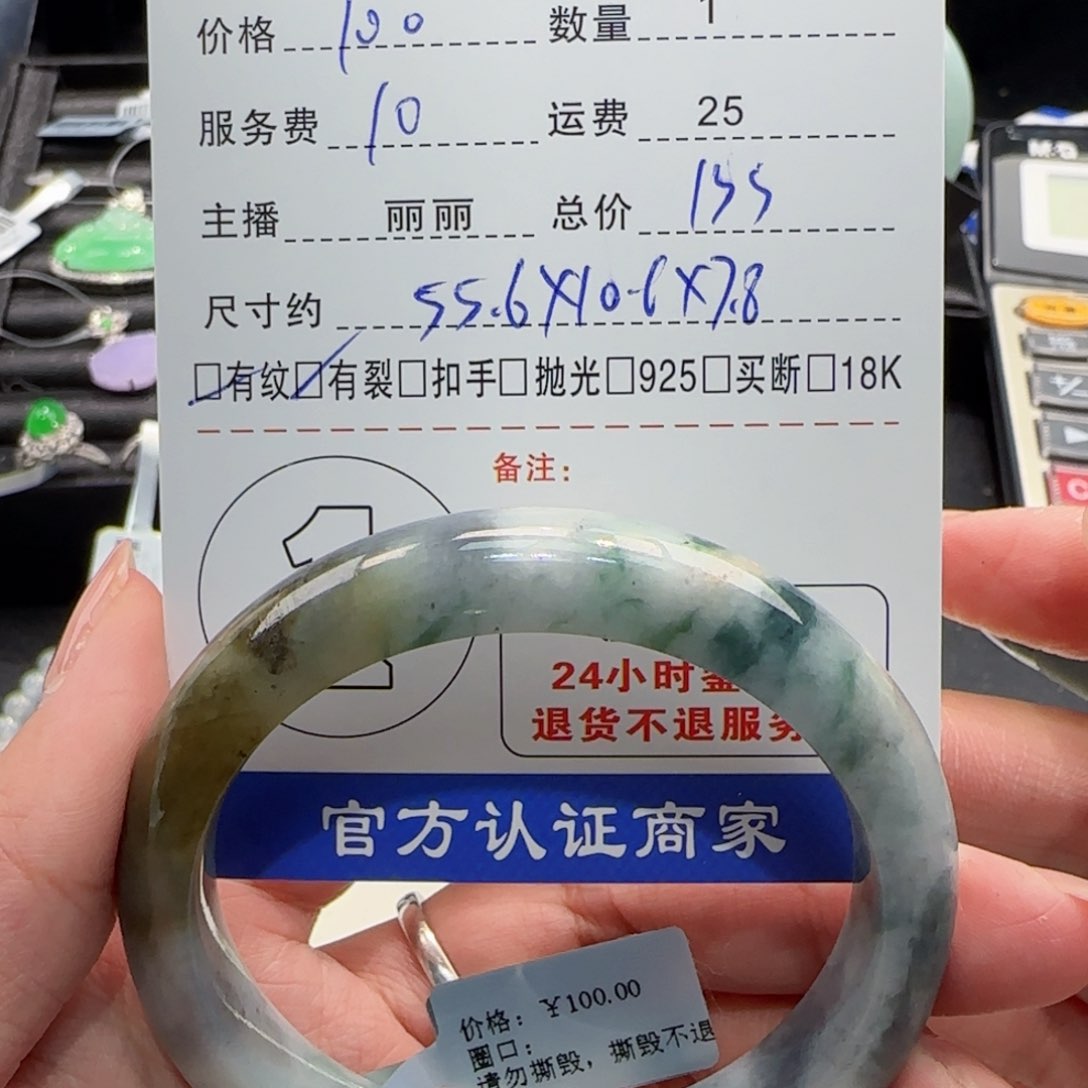 价格 100 数量 1
服务费 10 运费 25
主播 丽丽 总价 135
尺寸约 55.6X10.6X7.8
□有纹□有裂□扣手□抛光□925□买断□18K
备注：
24小时鉴
退货不退服务
官方认证商家
价格：￥100.00
圈口：
请勿撕毁，撕毁不退
M&G